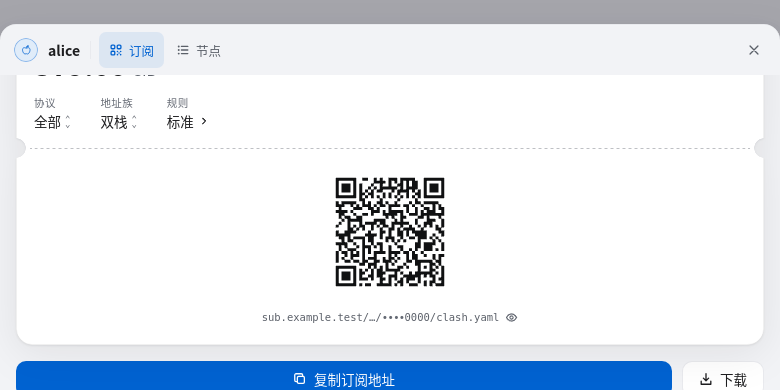 alice
订阅
节点
协议
地址族
规则
全部
双栈
标准
sub.example.test/…/••••0000/clash.yaml
复制订阅地址
下载